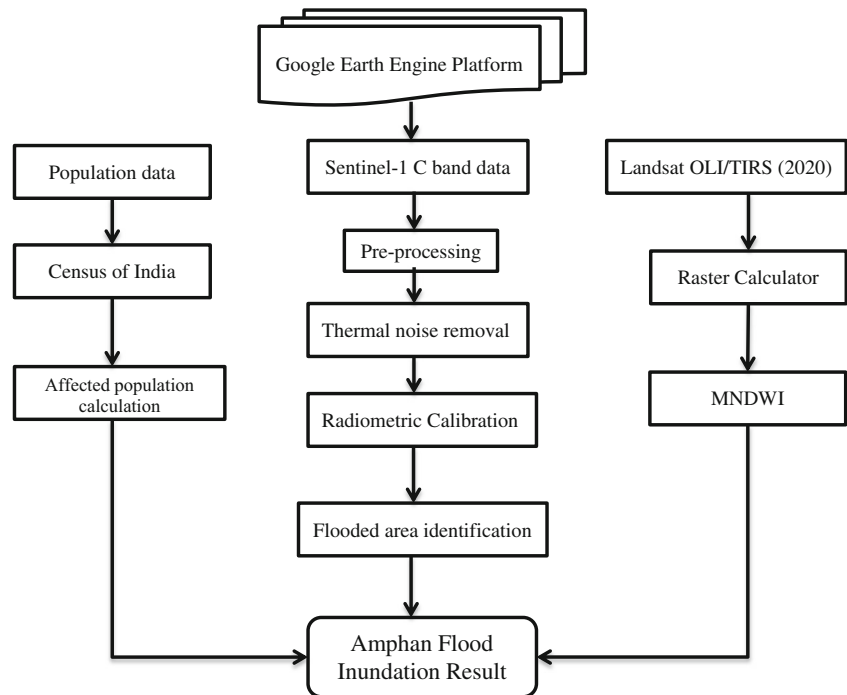 Google Earth Engine Platform
Population data
Sentinel-1 C band data
Landsat OLI/TIRS (2020)
Census of India
Pre-processing
Raster Calculator
Thermal noise removal
Affected population
calculation
Radiometric Calibration
MNDWI
Flooded area identification
Amphan Flood
Inundation Result